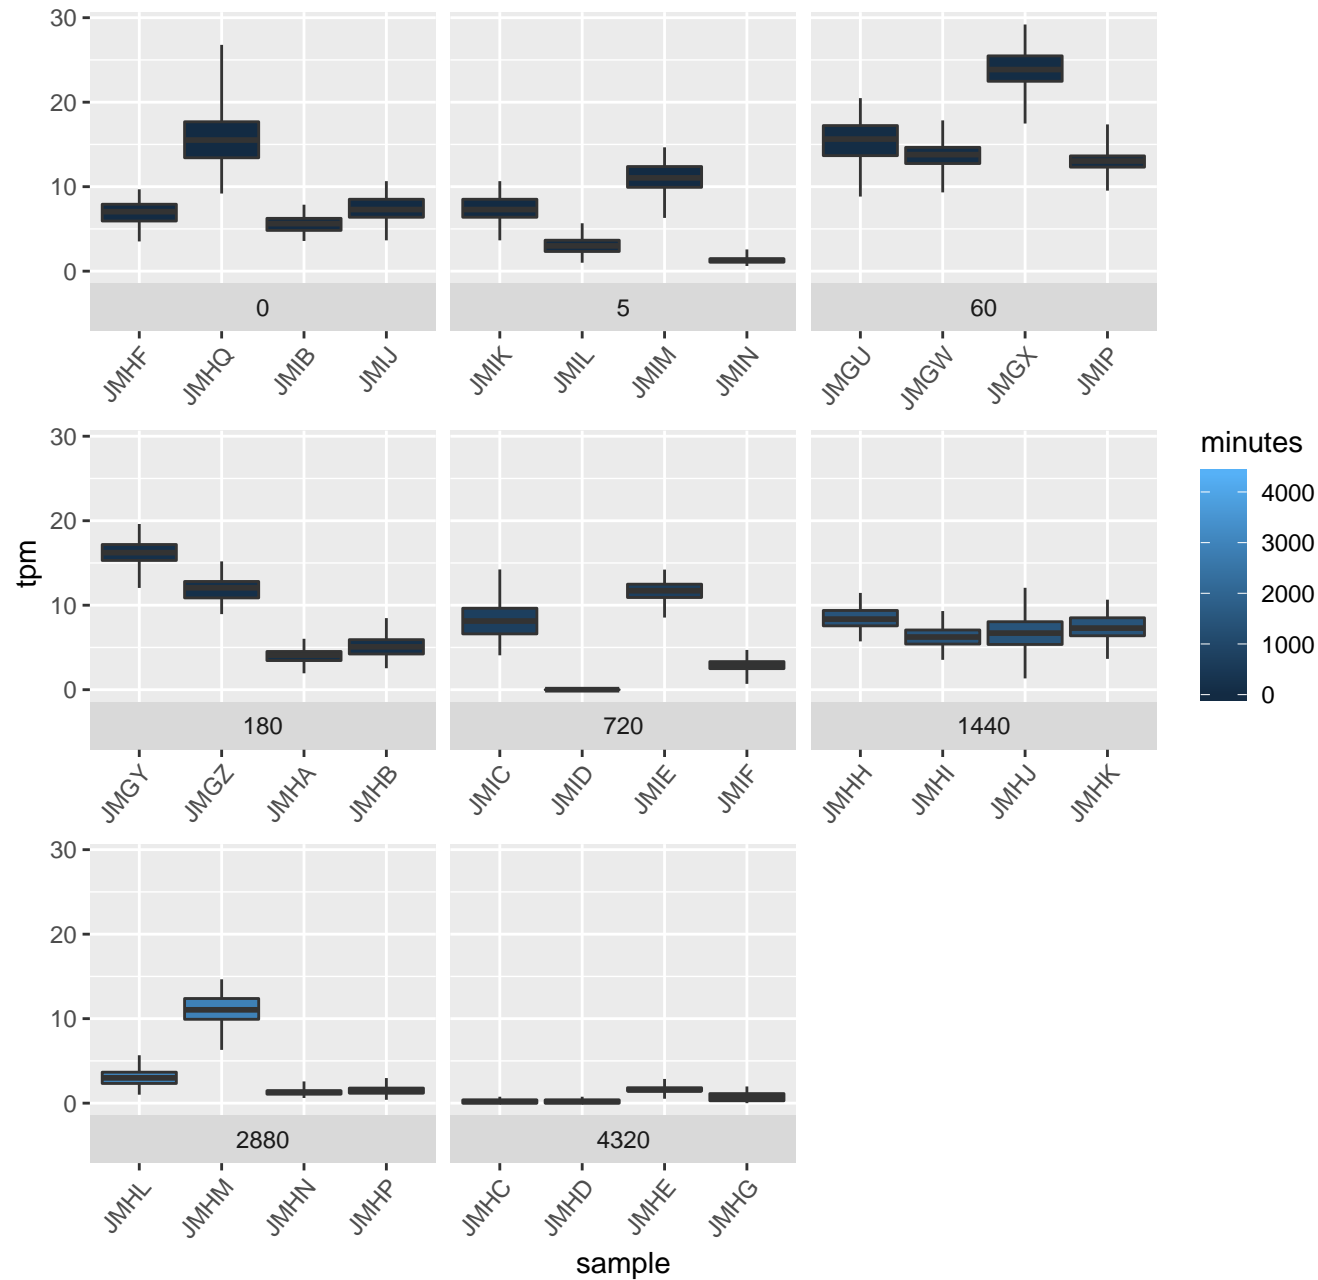 30
20
10
0
0
5
60
JMHF
JMHQ
JMIB
JMIJ
JMIK
JMIL
JMIM
JMIN
JMGU
JMGW
JMGX
JMIP
30
20
10
0
180
720
1440
JMGY
JMGZ
JMHA
JMHB
JMIC
JMID
JMIE
JMIF
JMHH
JMHI
JMHJ
JMHK
30
20
10
0
2880
4320
JMHL
JMHM
JMHN
JMHP
JMHC
JMHD
JMHE
JMHG
tpm
sample
minutes
4000
3000
2000
1000
0